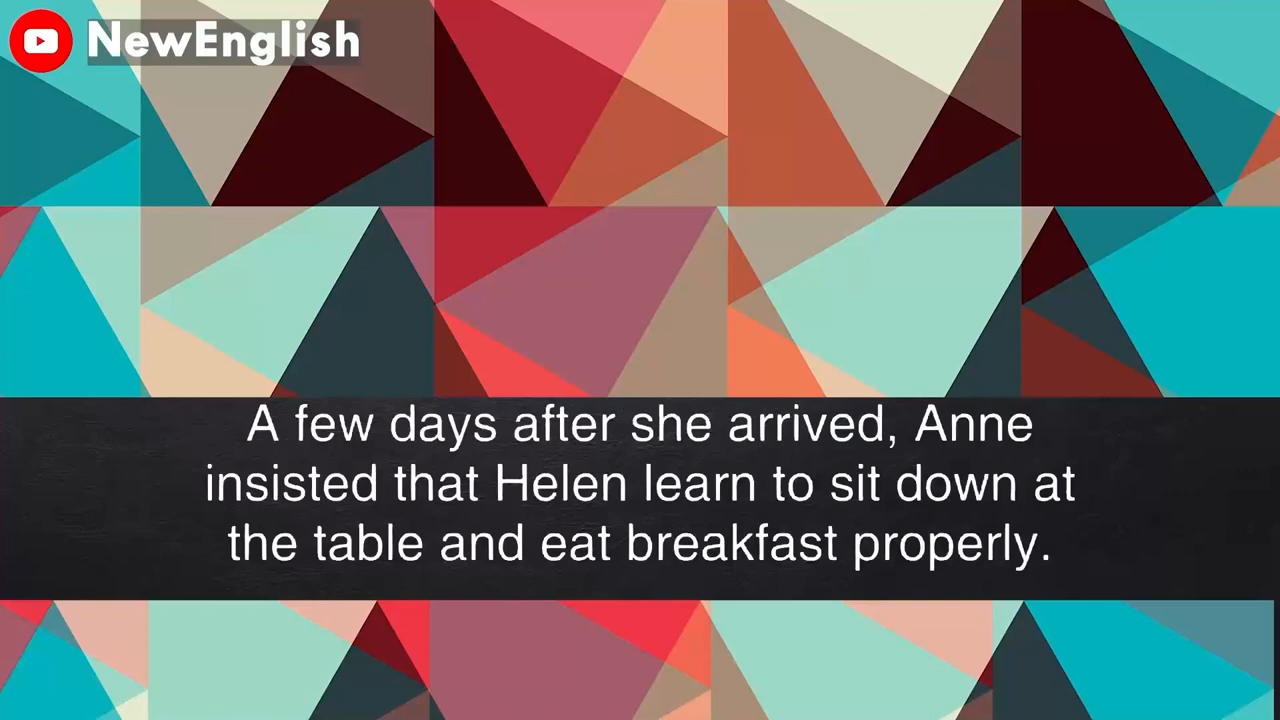 NewEnglish
A few days after she arrived, Anne
insisted that Helen learn to sit down at
the table and eat breakfast properly.